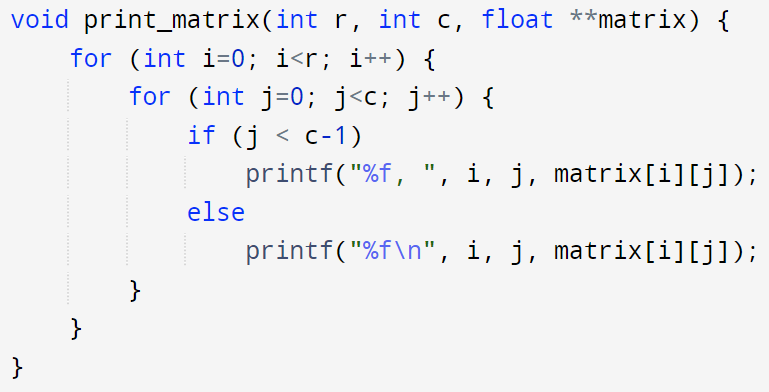 void print_matrix(int r, int c, float **matrix) {
    for (int i=0; i<r; i++) {
        for (int j=0; j<c; j++) {
            if (j < c-1)
                printf("%f, ", i, j, matrix[i][j]);
            else
                printf("%f\n", i, j, matrix[i][j]);
        }
    }
}